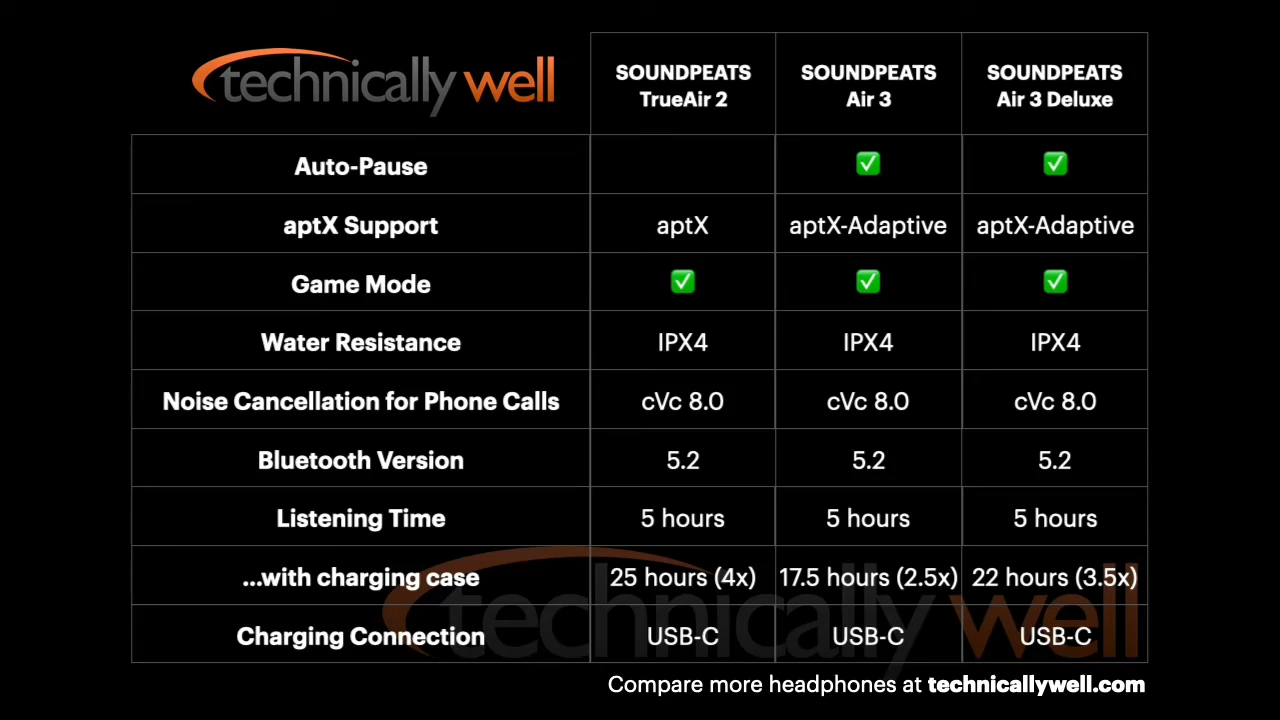 technically well
SOUNDPEATS TrueAir 2
SOUNDPEATS Air 3
SOUNDPEATS Air 3 Deluxe
Auto-Pause ✅ ✅
aptX Support aptX aptX-Adaptive aptX-Adaptive
Game Mode ✅ ✅ ✅
Water Resistance IPX4 IPX4 IPX4
Noise Cancellation for Phone Calls cVc 8.0 cVc 8.0 cVc 8.0
Bluetooth Version 5.2 5.2 5.2
Listening Time 5 hours 5 hours 5 hours
...with charging case 25 hours (4x) 17.5 hours (2.5x) 22 hours (3.5x)
Charging Connection USB-C USB-C USB-C
technically well
Compare more headphones at technicallywell.com